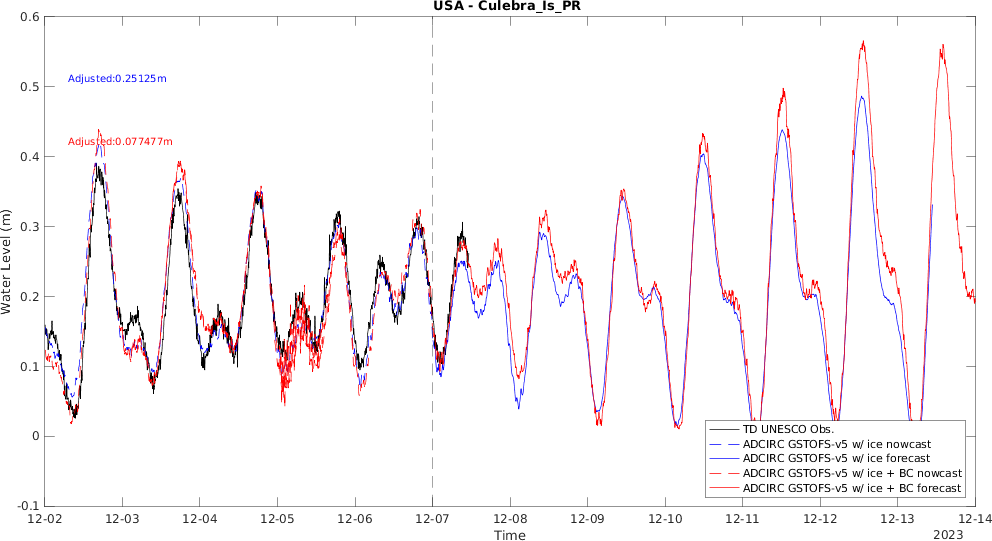 USA - Culebra_Is_PR
0.6
0.5
0.4
0.3
0.2
0.1
0
-0.1
Water Level (m)
Adjusted:0.25125m
Adjusted:0.077477m
TD UNESCO Obs.
ADCIRC GSTOFS-v5 w/ ice nowcast
ADCIRC GSTOFS-v5 w/ ice forecast
ADCIRC GSTOFS-v5 w/ ice + BC nowcast
ADCIRC GSTOFS-v5 w/ ice + BC forecast
12-02 12-03 12-04 12-05 12-06 12-07 12-08 12-09 12-10 12-11 12-12 12-13 12-14
Time
2023